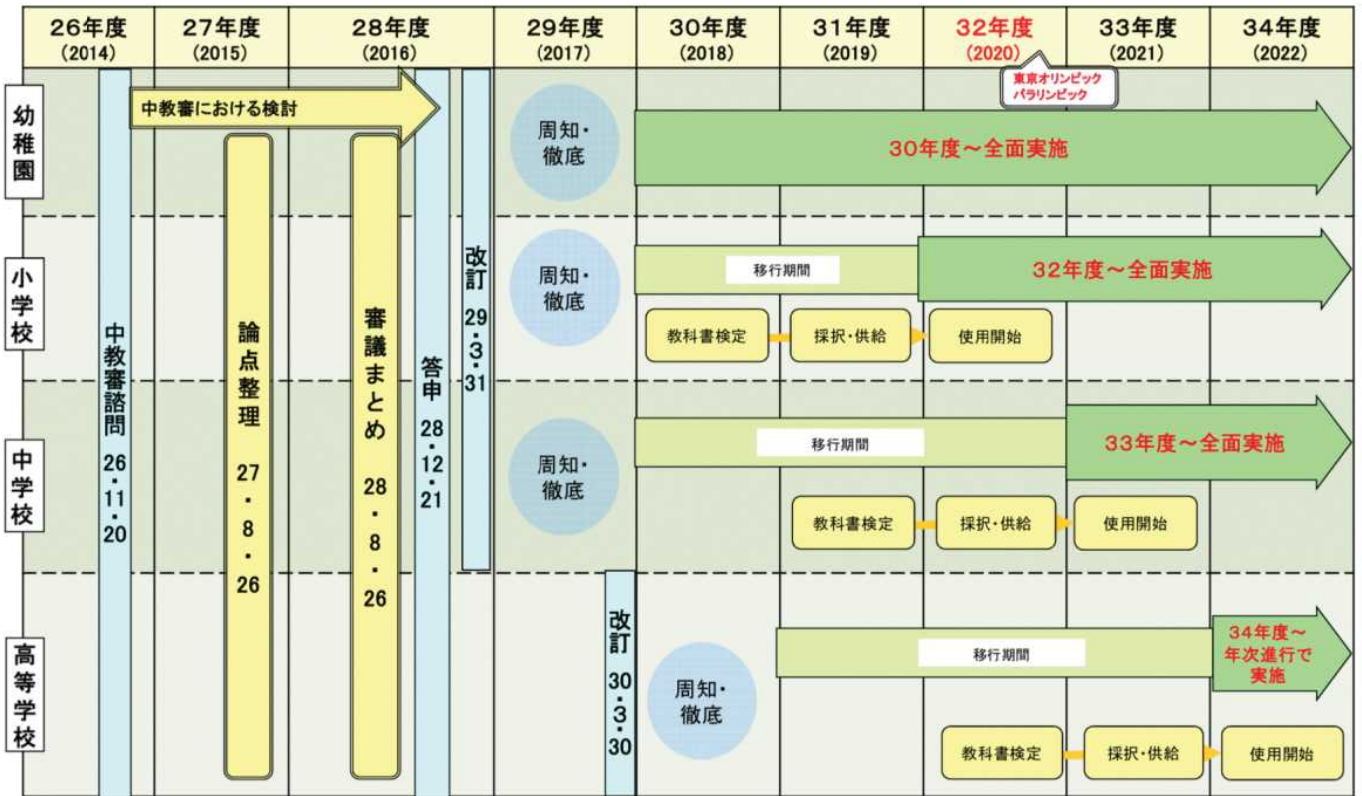 26年度
(2014)
27年度
(2015)
28年度
(2016)
29年度
(2017)
30年度
(2018)
31年度
(2019)
32年度
(2020)
33年度
(2021)
34年度
(2022)
東京オリンピック
パラリンピック
幼稚園
中教審における検討
周知・
徹底
30年度~全面実施
小学校
周知・
徹底
移行期間
32年度~全面実施
教科書検定
採択・供給
使用開始
中教審諮問 26・11・20
論点整理 27・8・26
審議まとめ 28・8・26
答申 28・12・21
改訂 29・3・31
中学校
周知・
徹底
移行期間
33年度~全面実施
教科書検定
採択・供給
使用開始
高等学校
改訂 30・3・30
周知・
徹底
移行期間
34年度~
年次進行で
実施
教科書検定
採択・供給
使用開始